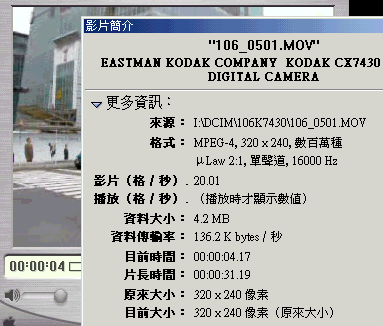 影片簡介
"106_0501.MOV"
EASTMAN KODAK COMPANY KODAK CX7430
DIGITAL CAMERA
更多資訊：
來源： I:\DCIM\106K7430\106_0501.MOV
格式： MPEG-4, 320 x 240, 數百萬種
μLaw 2:1, 單聲道, 16000 Hz
影片（格 / 秒）. 20.01
播放（格 / 秒）. （播放時才顯示數值）
資料大小： 4.2 MB
資料傳輸率： 136.2 K bytes / 秒
00:00:04
目前時間： 00:00:04.17
片長時間： 00:00:31.19
原來大小： 320 x 240 像素
目前大小： 320 x 240 像素（原來大小）